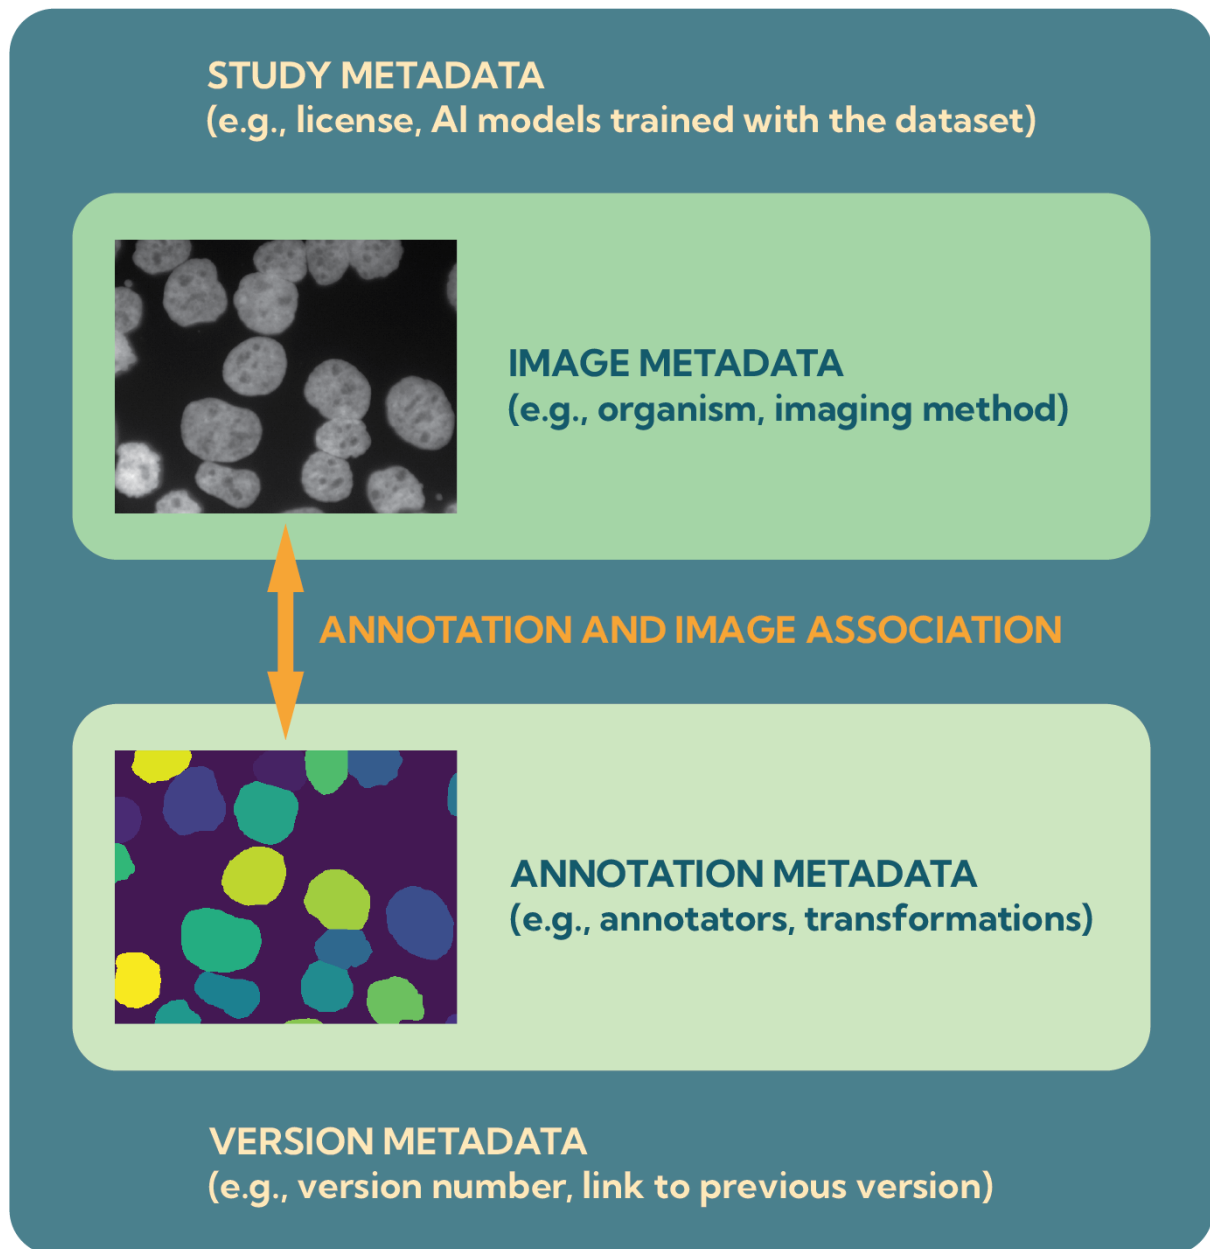 STUDY METADATA
(e.g., license, AI models trained with the dataset)
IMAGE METADATA
(e.g., organism, imaging method)
ANNOTATION AND IMAGE ASSOCIATION
ANNOTATION METADATA
(e.g., annotators, transformations)
VERSION METADATA
(e.g., version number, link to previous version)